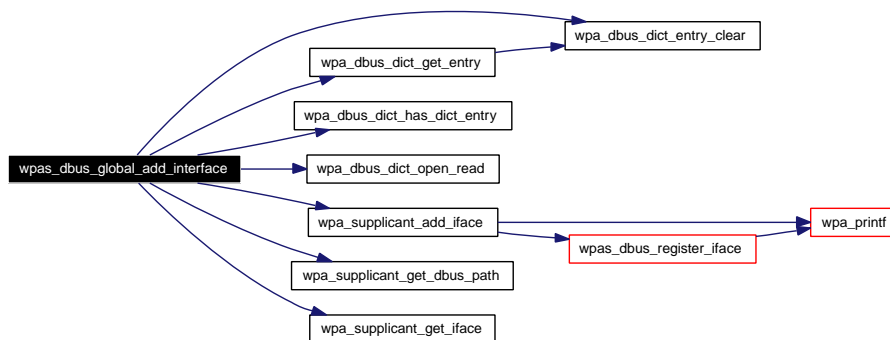 wpa_dbus_dict_entry_clear
wpa_dbus_dict_get_entry
wpa_dbus_dict_has_dict_entry
wpas_dbus_global_add_interface
wpa_dbus_dict_open_read
wpa_supplicant_add_iface
wpa_printf
wpas_dbus_register_iface
wpa_supplicant_get_dbus_path
wpa_supplicant_get_iface